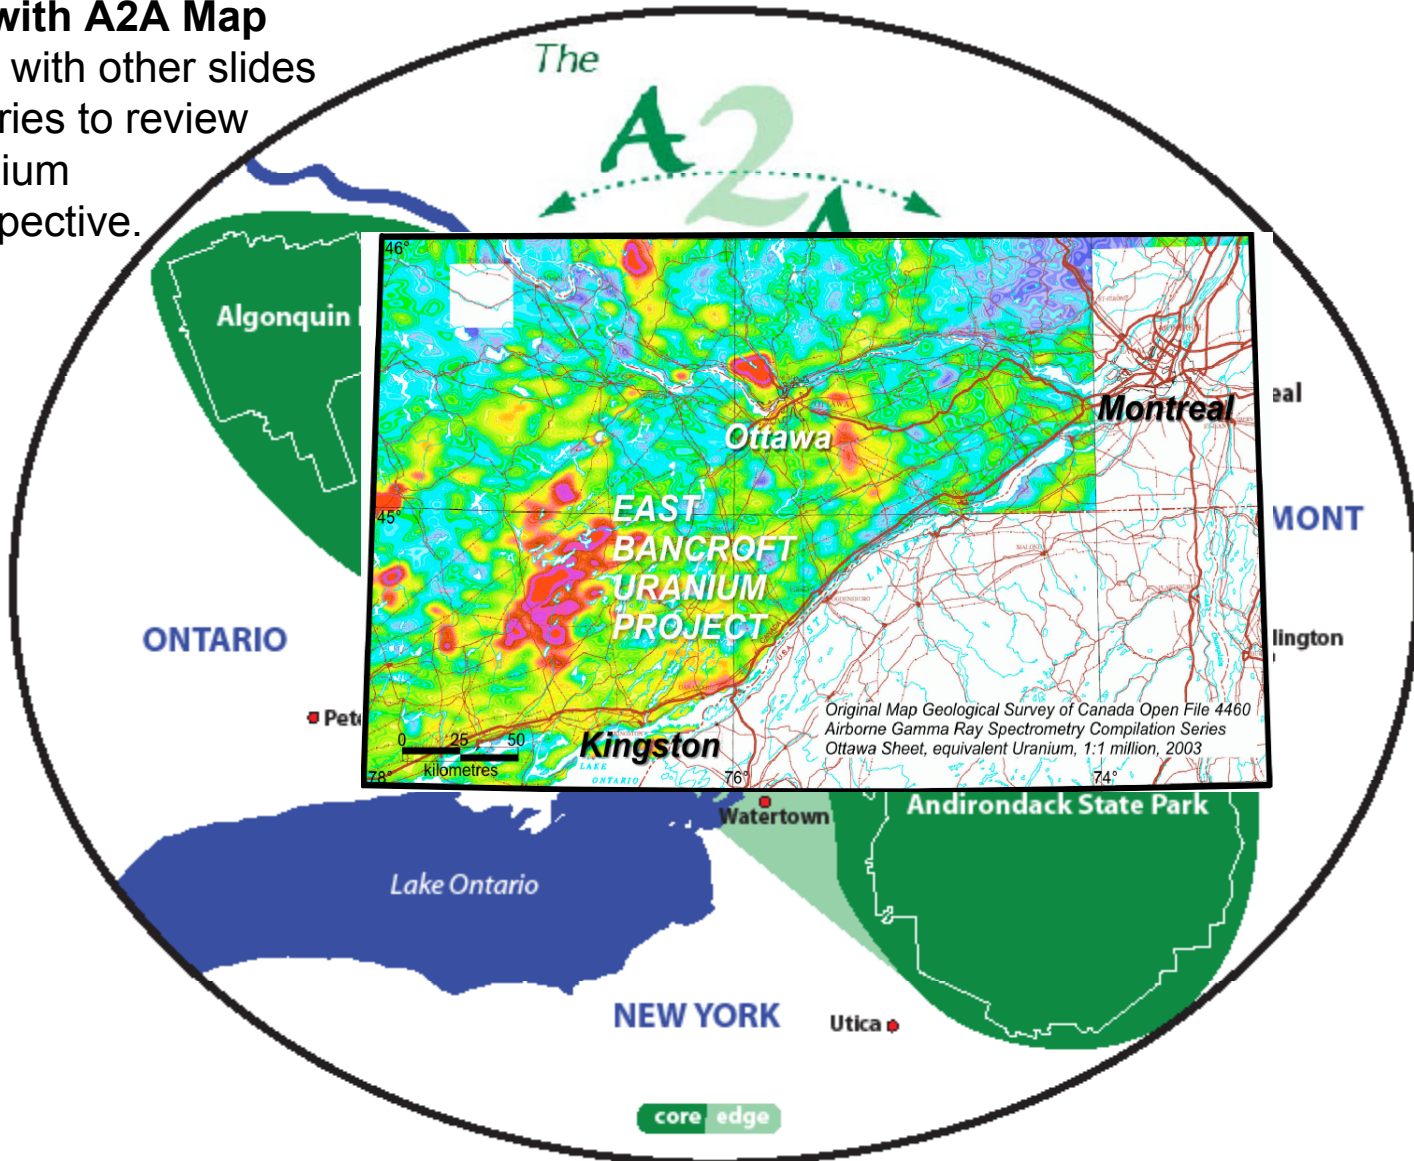 with A2A Map
with other slides
ries to review
ium
pective.
The
A2A
Algonquin
46°
Montreal
eal
Ottawa
45°
EAST
BANCROFT
URANIUM
PROJECT
MONT
ONTARIO
lington
Pete
Original Map Geological Survey of Canada Open File 4460
Airborne Gamma Ray Spectrometry Compilation Series
Ottawa Sheet, equivalent Uranium, 1:1 million, 2003
0 25 50
kilometres
Kingston
LAKE
ONTARIO
U.S.A
78°
76°
74°
Watertown
Andirondack State Park
Lake Ontario
NEW YORK
Utica
core edge